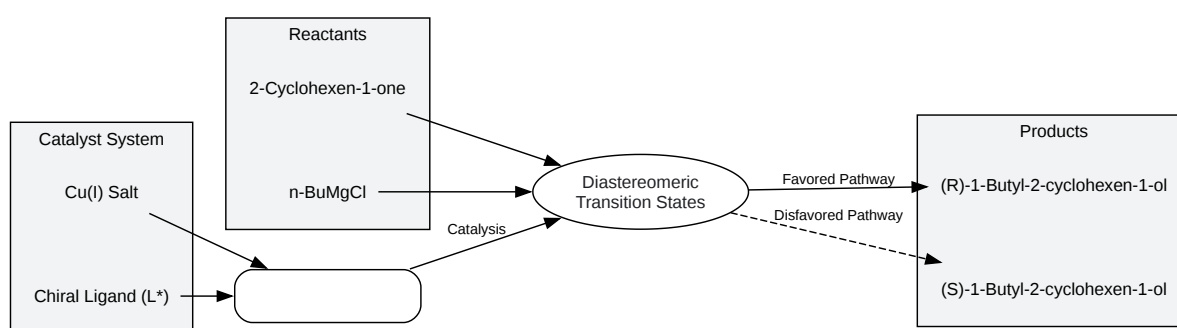 Reactants
2-Cyclohexen-1-one
n-BuMgCl
Catalyst System
Cu(I) Salt
Chiral Ligand (L*)
Catalysis
Diastereomeric
Transition States
Favored Pathway
Disfavored Pathway
Products
(R)-1-Butyl-2-cyclohexen-1-ol
(S)-1-Butyl-2-cyclohexen-1-ol